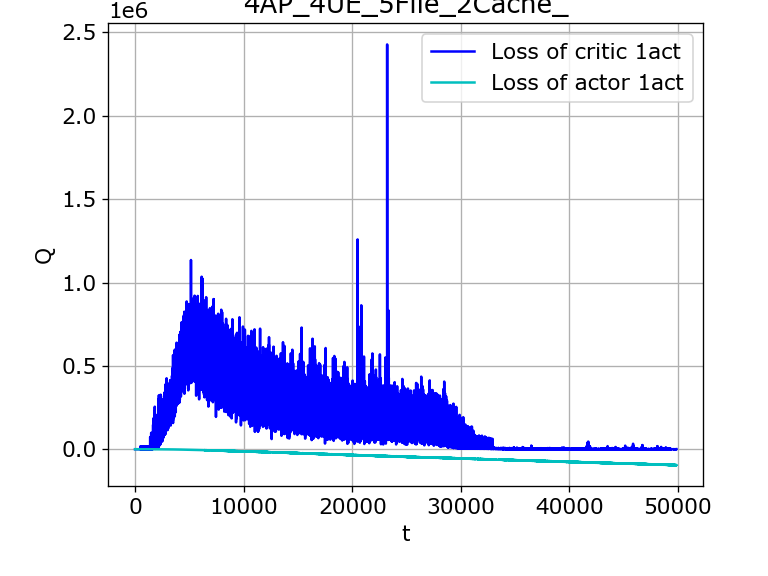 4AP_4UE_5File_2Cache_
1e6
2.5
2.0
1.5
1.0
0.5
0.0
Q
Loss of critic 1act
Loss of actor 1act
0 10000 20000 30000 40000 50000
t